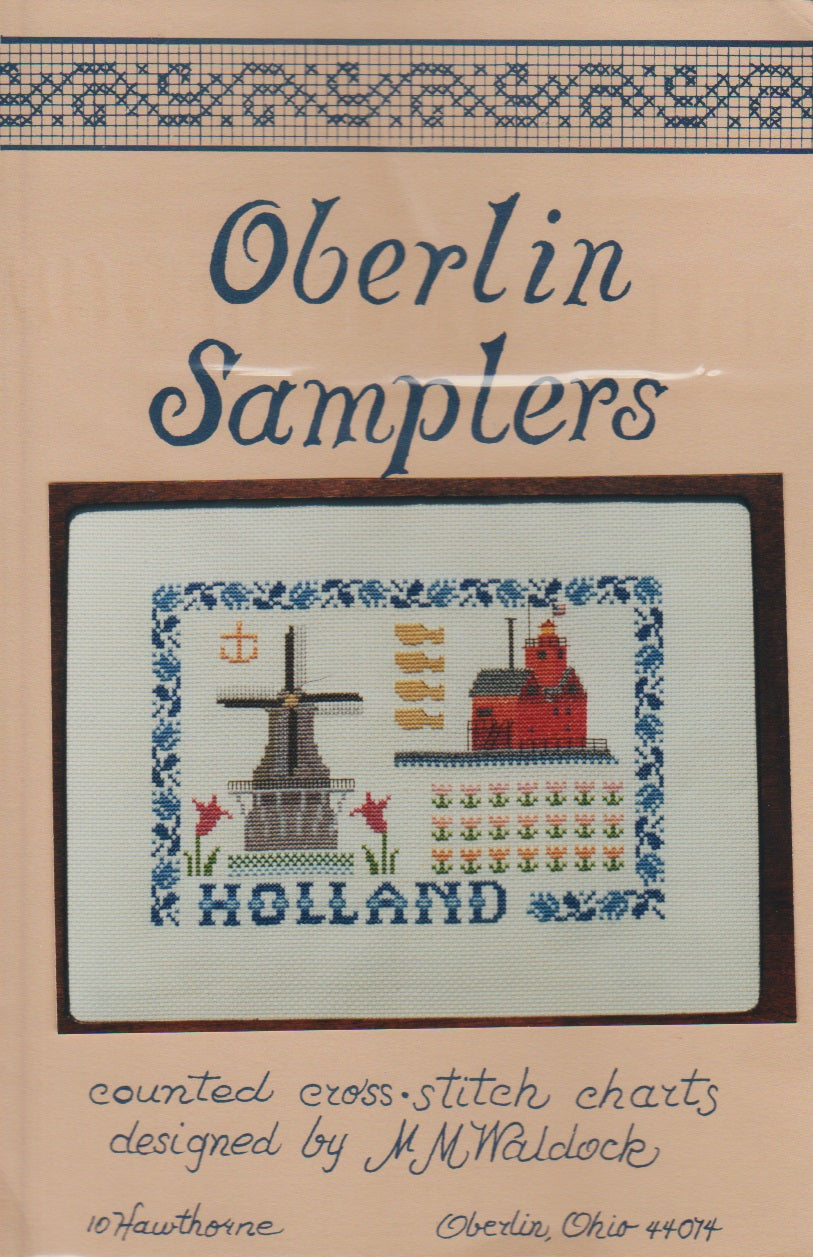 Oberlin
Samplers
HOLLAND
counted cross·stitch charts
designed by M M Waldock
10 Hawthorne Oberlin, Ohio 44074